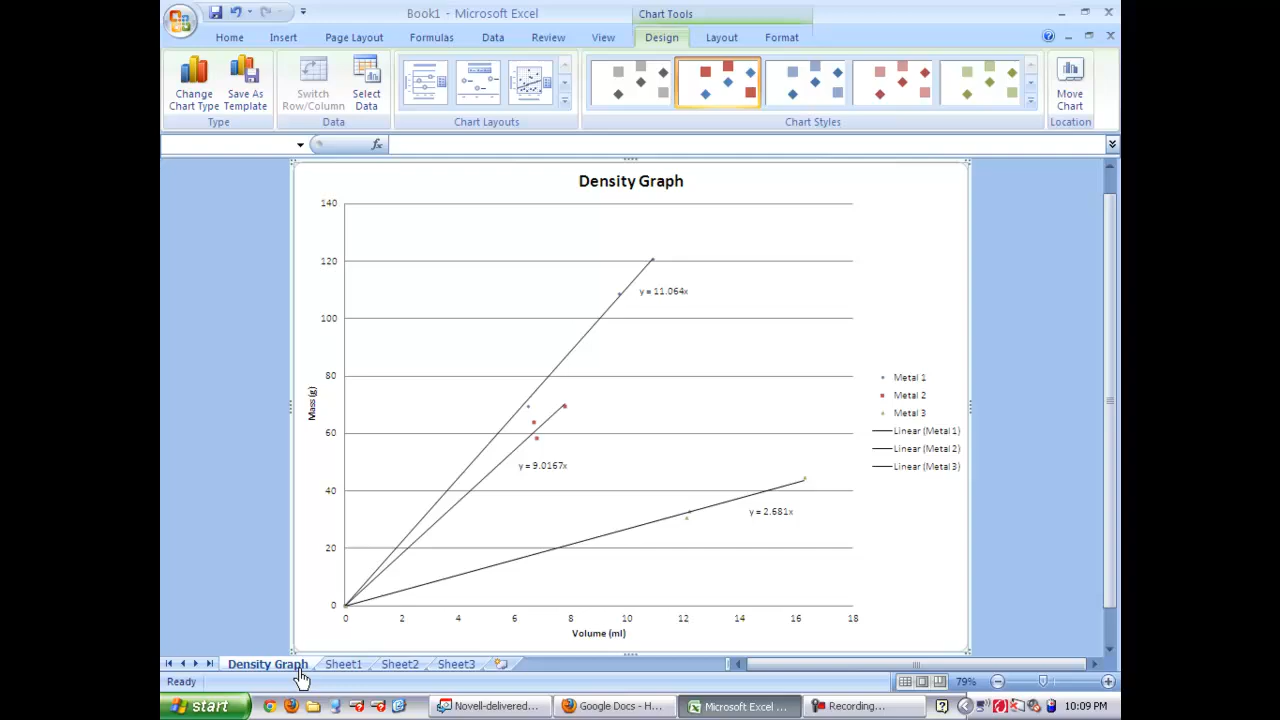 Book1 - Microsoft Excel
Chart Tools
Home Insert Page Layout Formulas Data Review View Design Layout Format
Change Chart Type
Save As Template
Switch Row/Column
Select Data
Move Chart
Type
Data
Chart Layouts
Chart Styles
Location
fx
Density Graph
140
120
y = 11.064x
100
80
60
y = 9.0167x
40
y = 2.681x
20
0
Mass (g)
0 2 4 6 8 10 12 14 16 18
Volume (ml)
Metal 1
Metal 2
Metal 3
Linear (Metal 1)
Linear (Metal 2)
Linear (Metal 3)
Density Graph Sheet1 Sheet2 Sheet3
Ready
79%
start
Novell-delivered...
Google Docs - H...
Microsoft Excel ...
Recording...
10:09 PM